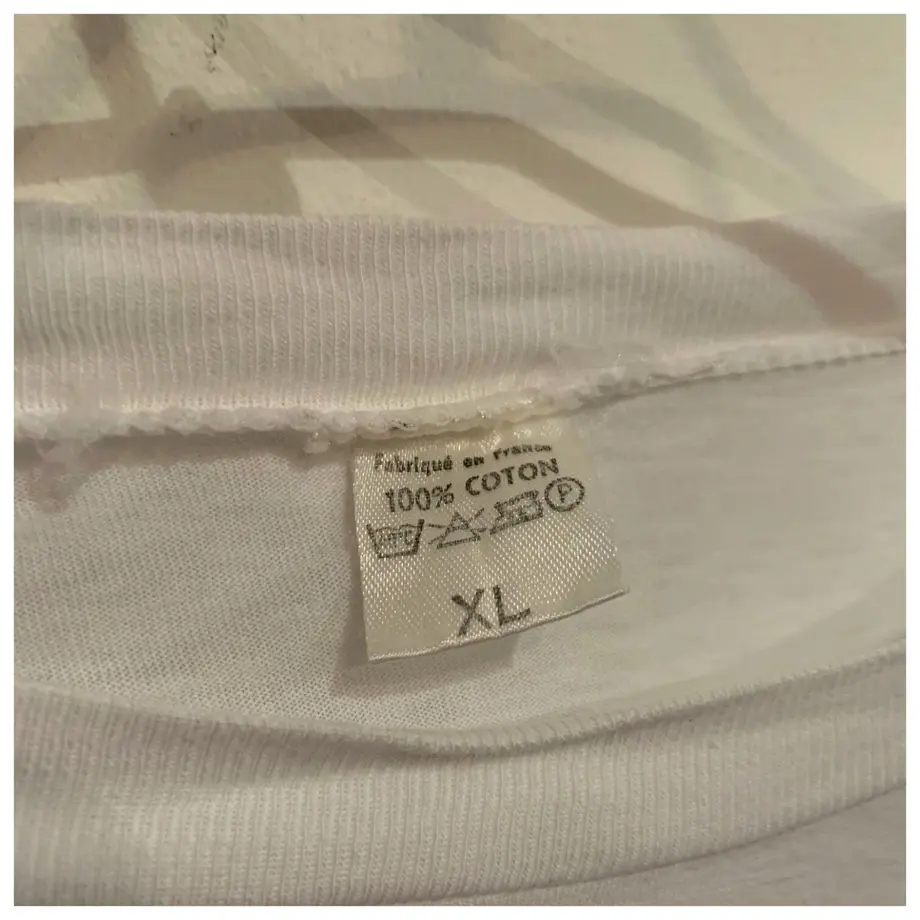 Fabriqué en France
100% COTON
P
XL